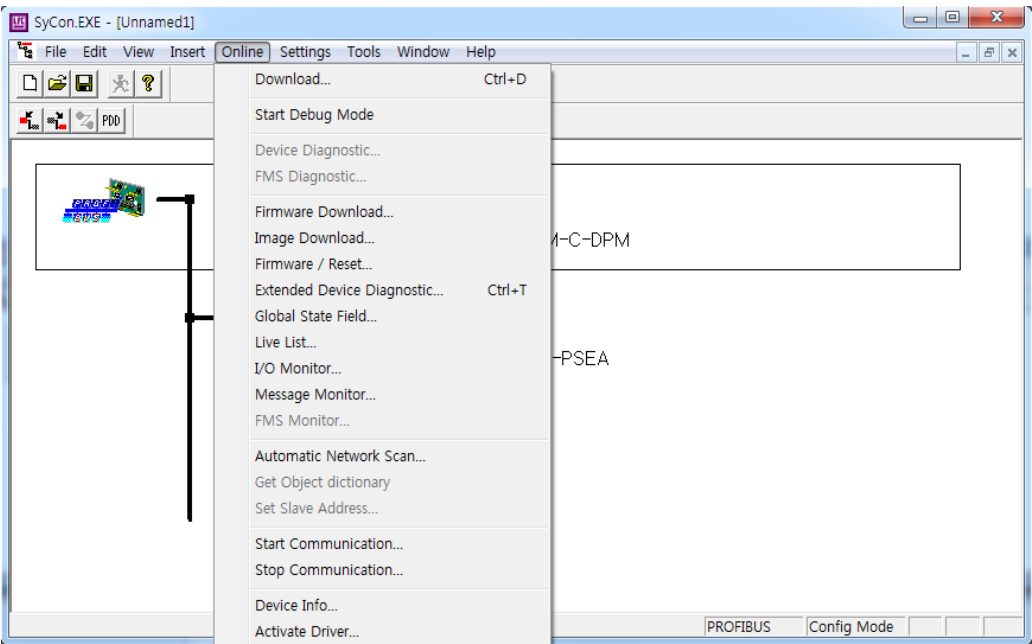 SyCon.EXE - [Unnamed1]
File Edit View Insert Online Settings Tools Window Help
Download... Ctrl+D
Start Debug Mode
PDD
Device Diagnostic...
FMS Diagnostic...
Firmware Download...
Image Download...
M-C-DPM
Firmware / Reset...
Extended Device Diagnostic... Ctrl+T
Global State Field...
Live List...
-PSEA
I/O Monitor...
Message Monitor...
FMS Monitor...
Automatic Network Scan...
Get Object dictionary
Set Slave Address...
Start Communication...
Stop Communication...
Device Info...
Activate Driver...
PROFIBUS Config Mode